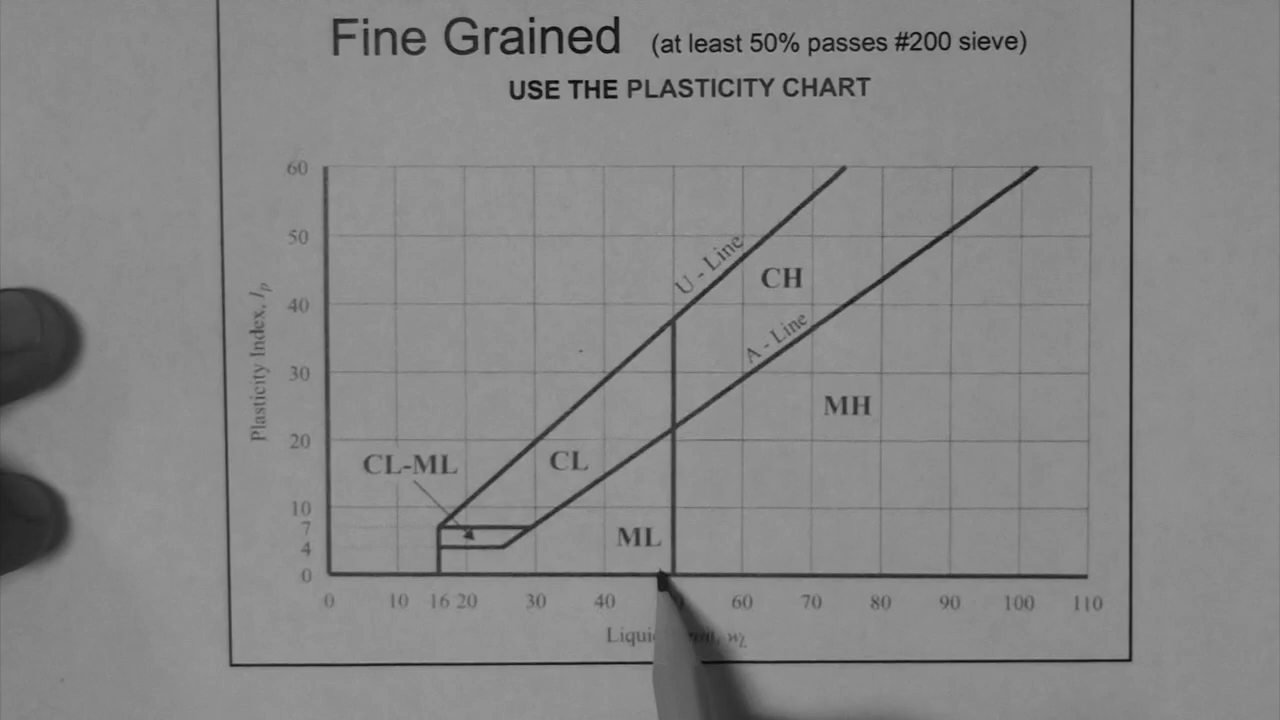 Fine Grained (at least 50% passes #200 sieve)
USE THE PLASTICITY CHART
60
50
40
30
20
10
7
4
0
Plasticity Index, Ip
U - Line
CH
A - Line
MH
CL-ML
CL
ML
0 10 16 20 30 40 60 70 80 90 100 110
wL